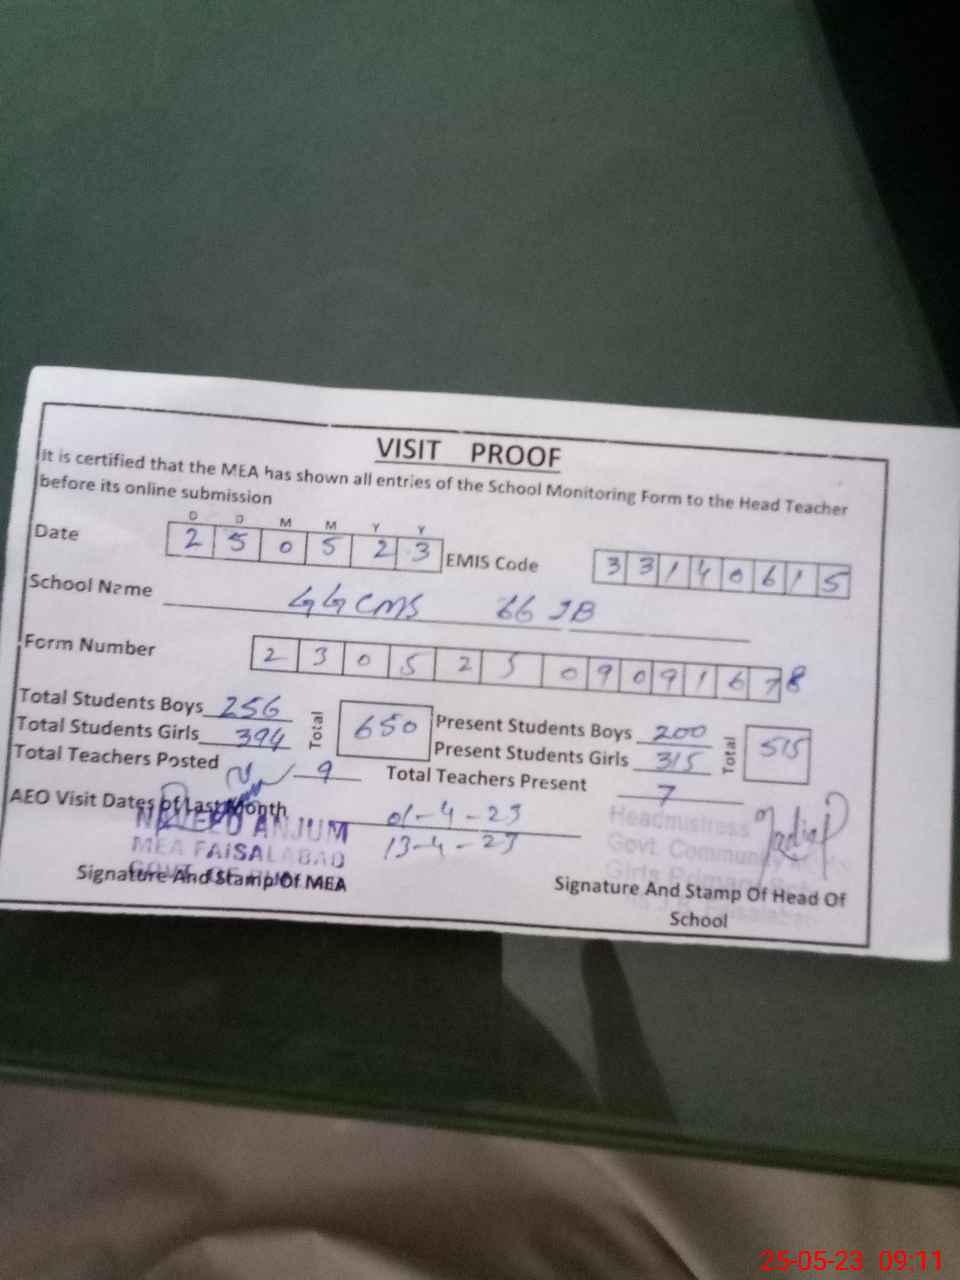 VISIT PROOF
It is certified that the MEA has shown all entries of the School Monitoring Form to the Head Teacher
before its online submission
D D M M Y Y
Date 2 5 0 5 2 3 EMIS Code 3 3 1 4 0 6 1 5
School Name GGCMS 66 JB
Form Number 2 3 0 5 2 5 0 9 0 9 1 6 7 8
Total Students Boys 256 Total 650 Present Students Boys 200 Total 515
Total Students Girls 394 Present Students Girls 315
Total Teachers Posted 9 Total Teachers Present 7
AEO Visit Dates of Last Month 01-4-23
13-4-23
NAVEED ANJUM
MEA FAISALABAD
Signature And Stamp Of MEA
Headmistress
Govt. Community
Girls Primary
Signature And Stamp Of Head Of
School
25-05-23 09:11